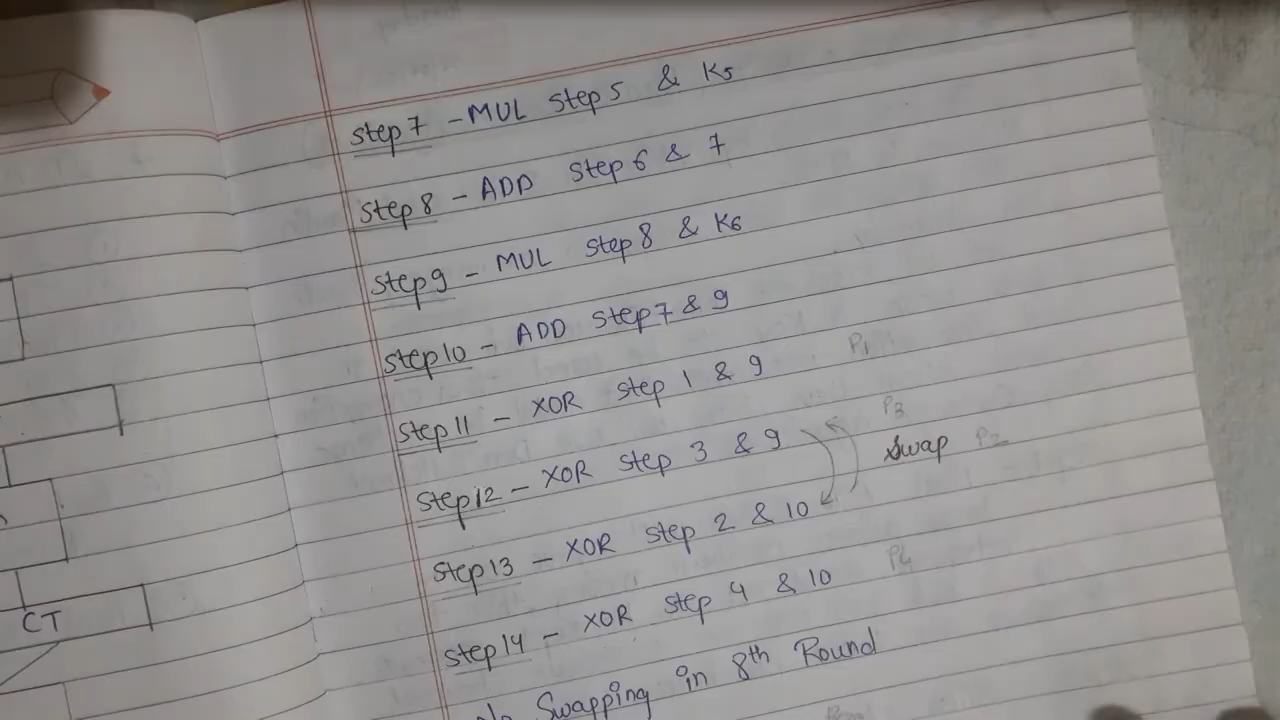 Step 7 - MUL Step 5 & K5
Step 8 - ADD Step 6 & 7
Step 9 - MUL Step 8 & K6
Step 10 - ADD Step 7 & 9
Step 11 - XOR Step 1 & 9 P1
P3
Step 12 - XOR Step 3 & 9 Swap P2
Step 13 - XOR Step 2 & 10
Step 14 - XOR Step 4 & 10 P4
No Swapping in 8th Round
CT